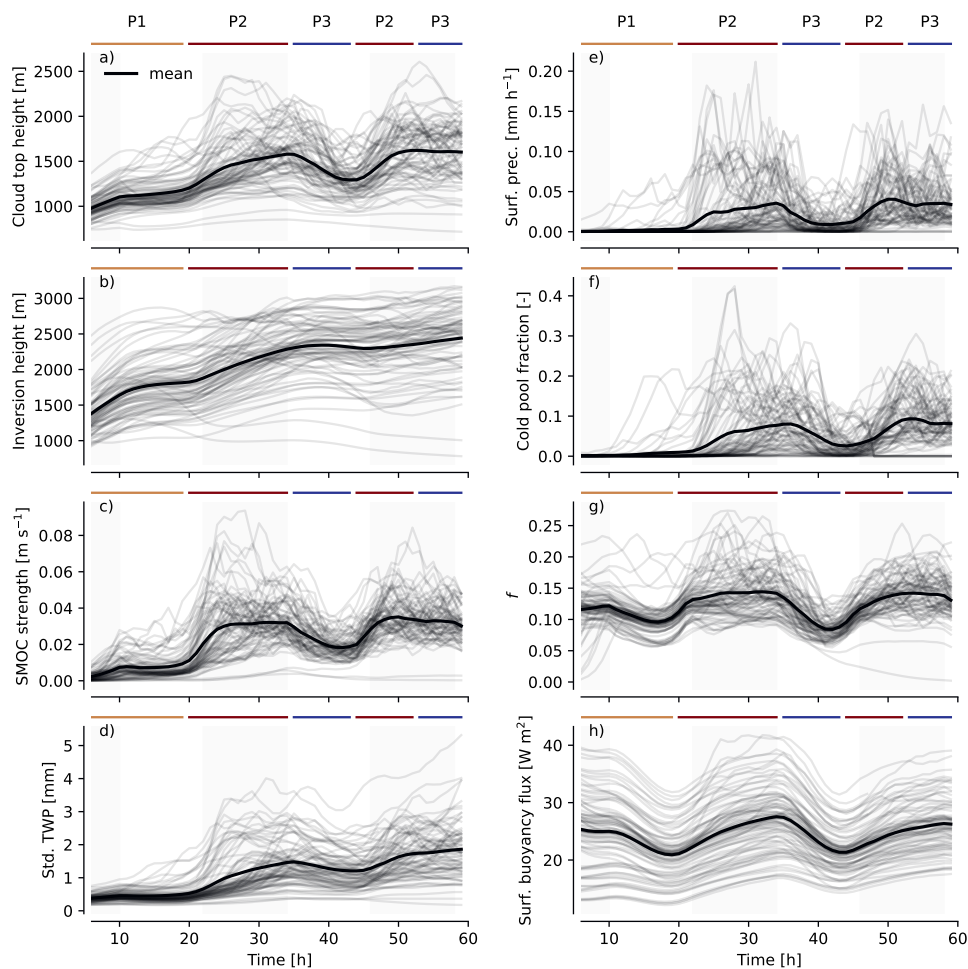 P1 P2 P3 P2 P3
P1 P2 P3 P2 P3
a)
mean
Cloud top height [m]
2500
2000
1500
1000
e)
Surf. prec. [mm h⁻¹]
0.20
0.15
0.10
0.05
0.00
b)
Inversion height [m]
3000
2500
2000
1500
1000
f)
Cold pool fraction [-]
0.4
0.3
0.2
0.1
0.0
c)
SMOC strength [m s⁻¹]
0.08
0.06
0.04
0.02
0.00
g)
f
0.25
0.20
0.15
0.10
0.05
0.00
d)
Std. TWP [mm]
5
4
3
2
1
0
10 20 30 40 50 60
Time [h]
h)
Surf. buoyancy flux [W m²]
40
30
20
10 20 30 40 50 60
Time [h]